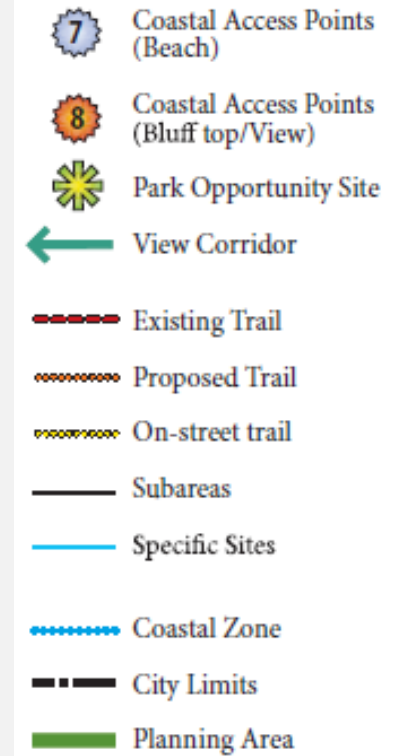 7 Coastal Access Points
(Beach)
8 Coastal Access Points
(Bluff top/View)
Park Opportunity Site
View Corridor
Existing Trail
Proposed Trail
On-street trail
Subareas
Specific Sites
Coastal Zone
City Limits
Planning Area